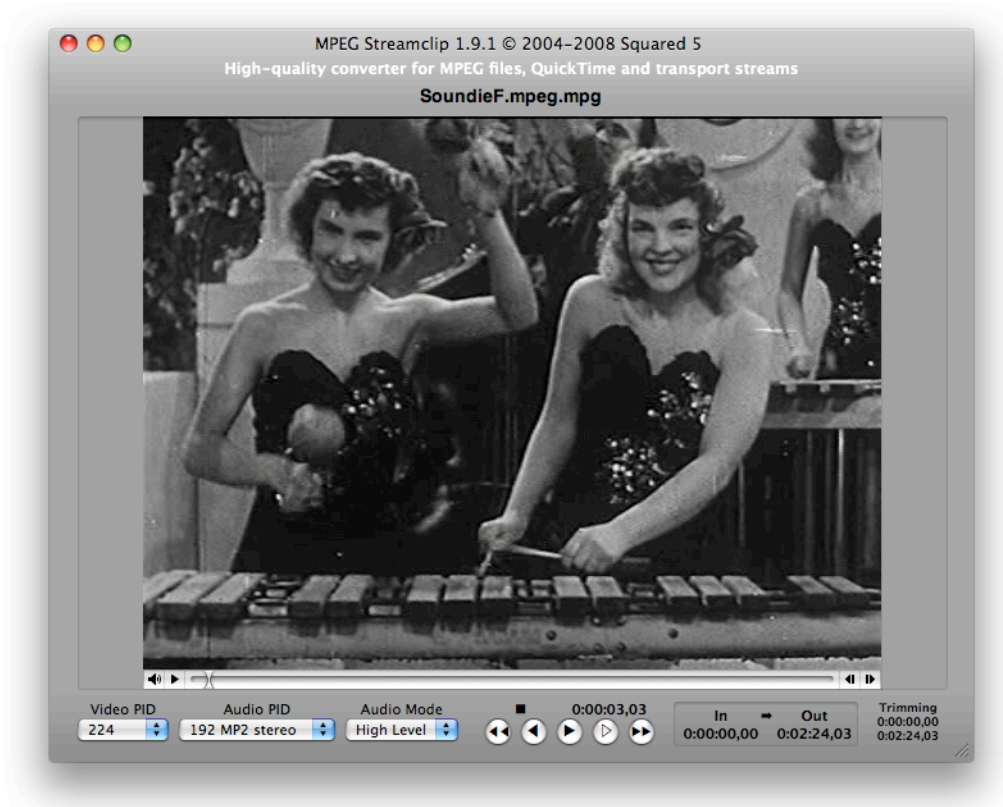 MPEG Streamclip 1.9.1 © 2004–2008 Squared 5
High-quality converter for MPEG files, QuickTime and transport streams
SoundieF.mpeg.mpg
Video PID
224
Audio PID
192 MP2 stereo
Audio Mode
High Level
0:00:03,03
In ➡ Out
0:00:00,00 0:02:24,03
Trimming
0:00:00,00
0:02:24,03